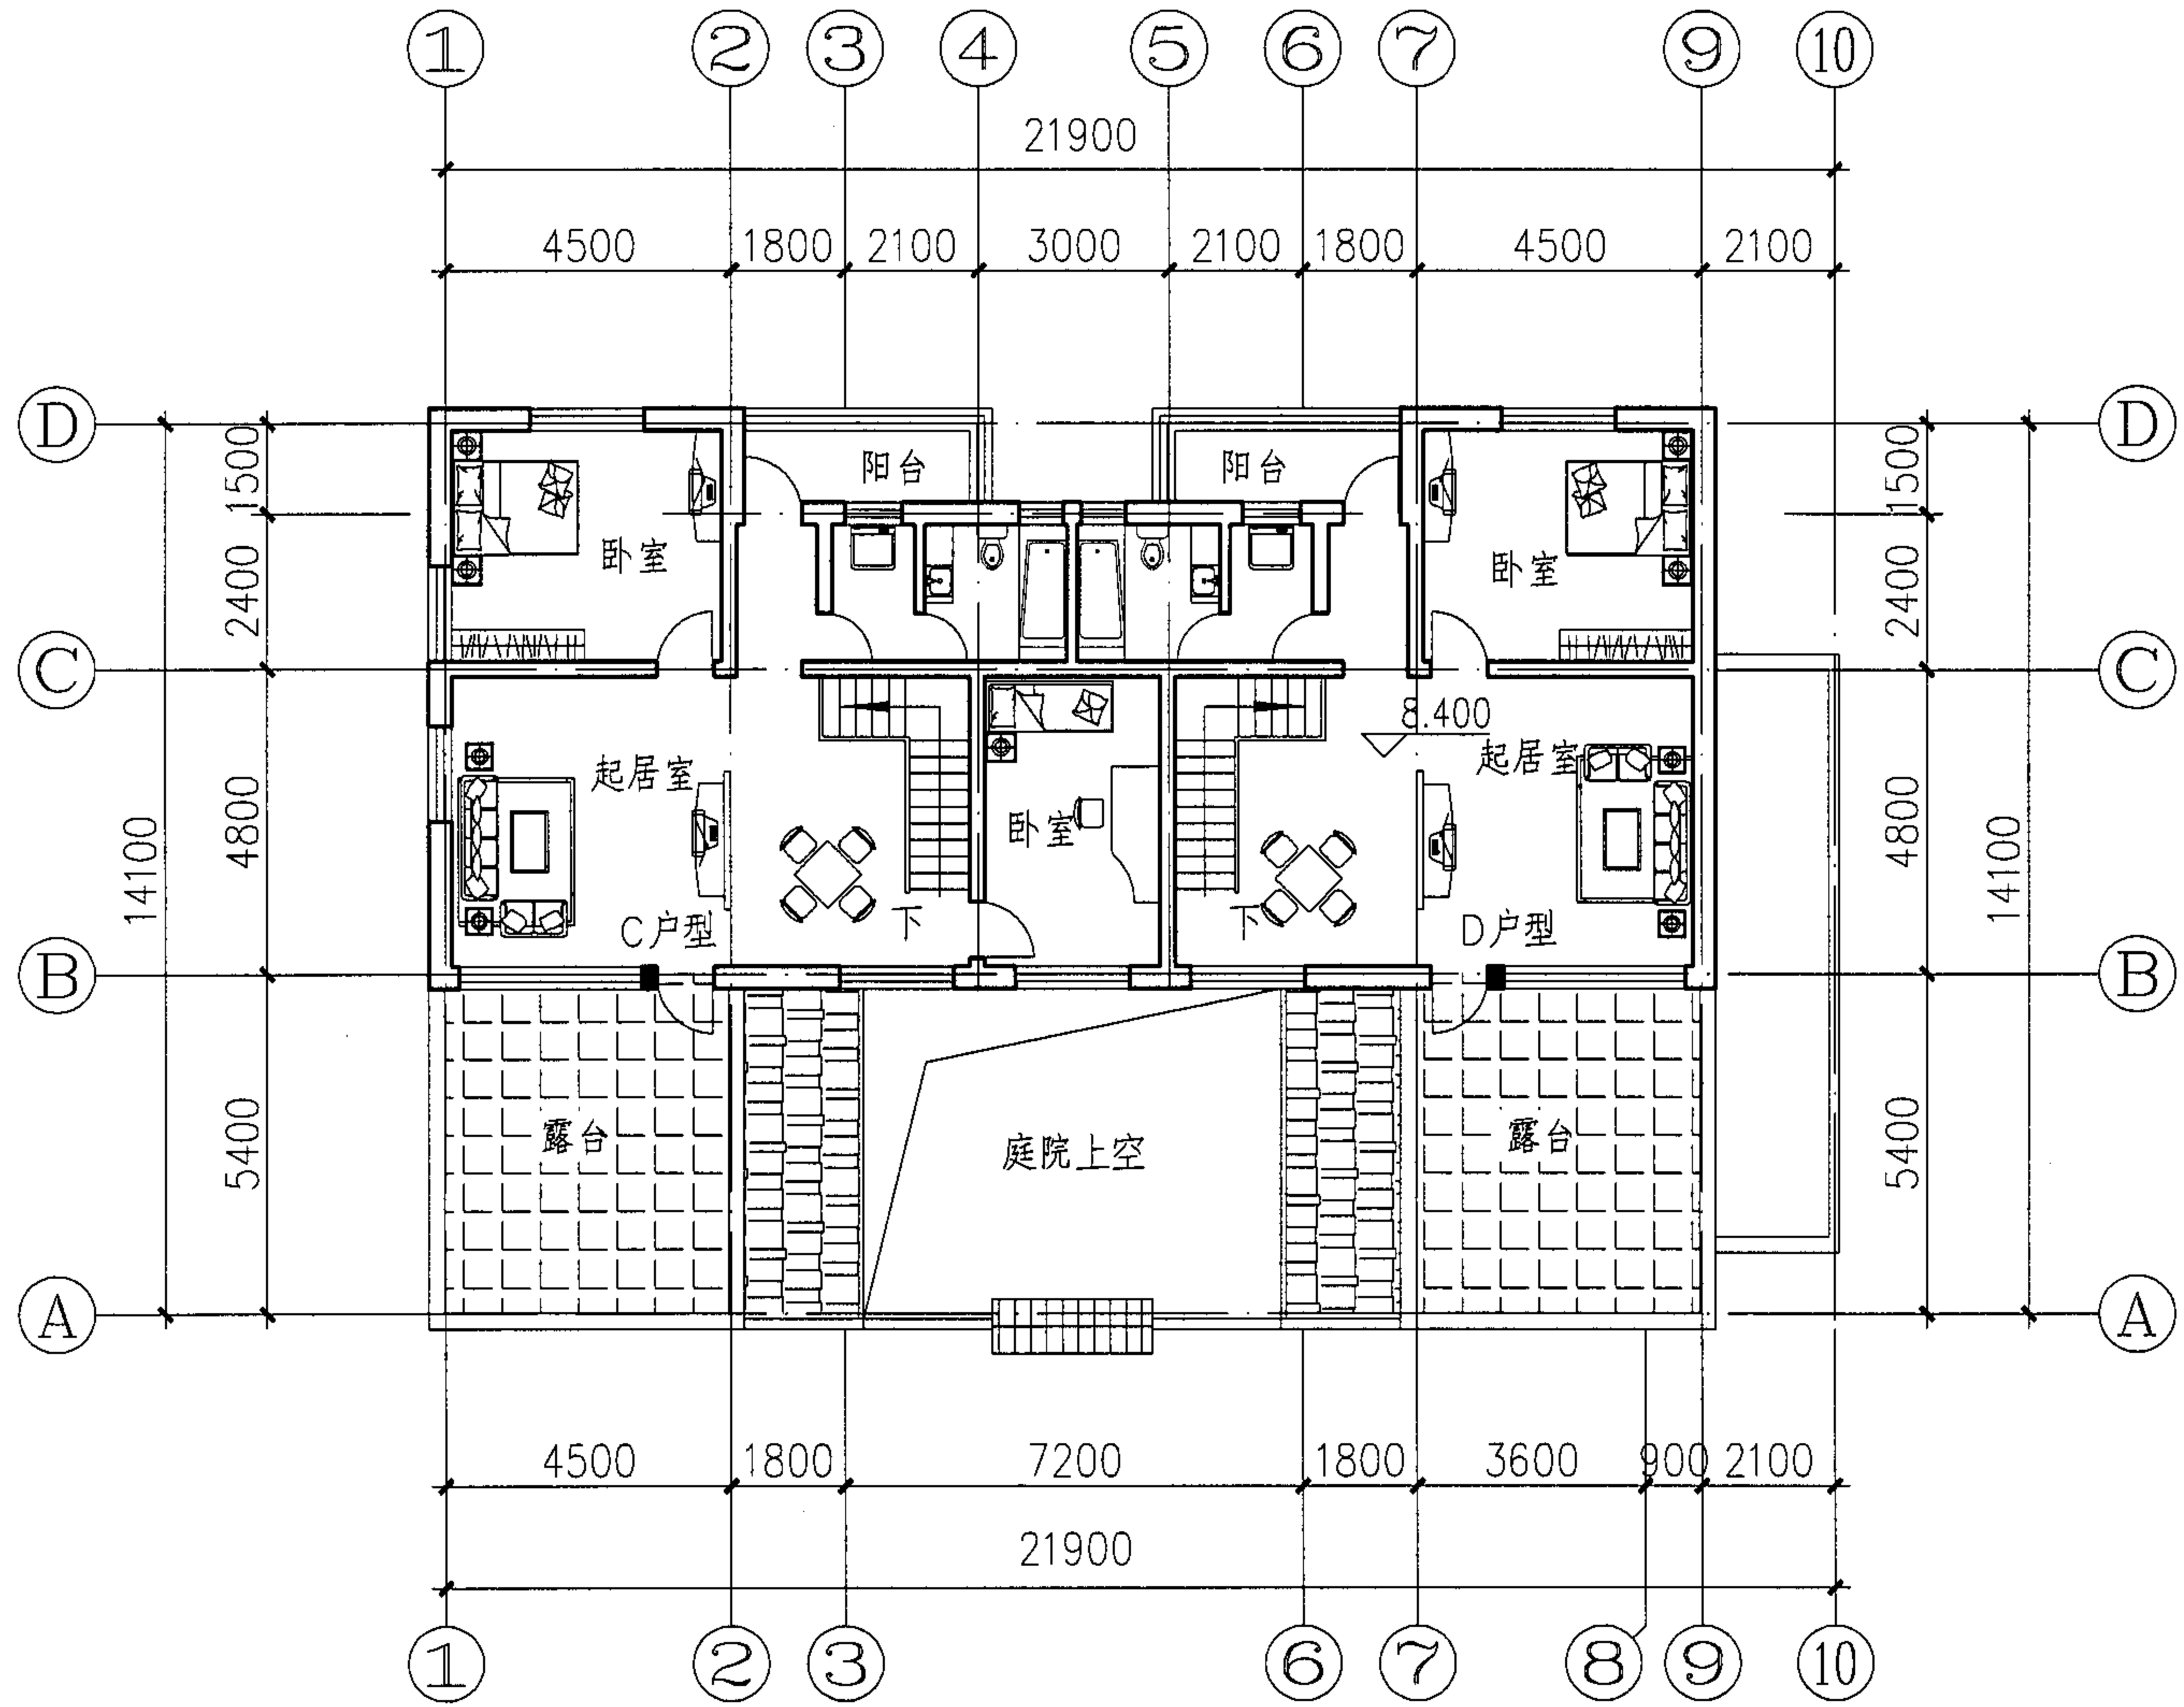 1 2 3 4 5 6 7 9 10
21900
4500 1800 2100 3000 2100 1800 4500 2100
D D
1500 阳台 阳台 1500
2400 卧室 卧室 2400
C C
8.400
起居室 起居室
14100 4800 卧室 4800 14100
C户型 下 下 D户型
B B
5400 露台 庭院上空 露台 5400
A A
4500 1800 7200 1800 3600 900 2100
21900
1 2 3 6 7 8 9 10